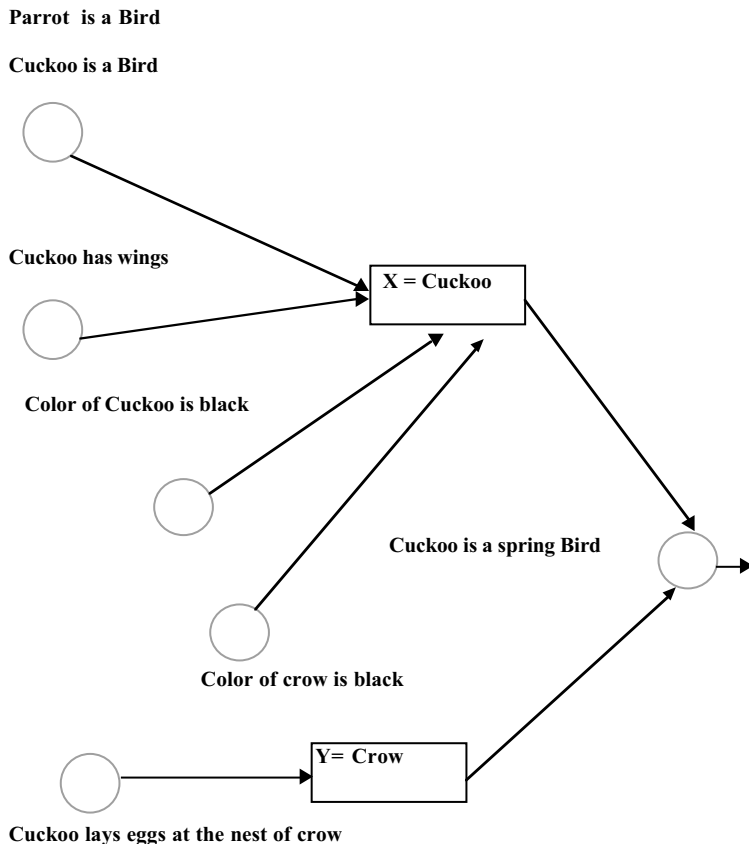 Parrot is a Bird
Cuckoo is a Bird
Cuckoo has wings
X = Cuckoo
Color of Cuckoo is black
Cuckoo is a spring Bird
Color of crow is black
Y= Crow
Cuckoo lays eggs at the nest of crow